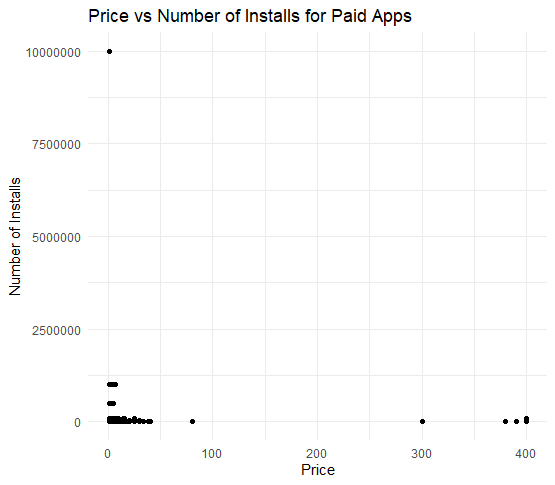 Price vs Number of Installs for Paid Apps
10000000
7500000
5000000
2500000
0
Number of Installs
0 100 200 300 400
Price